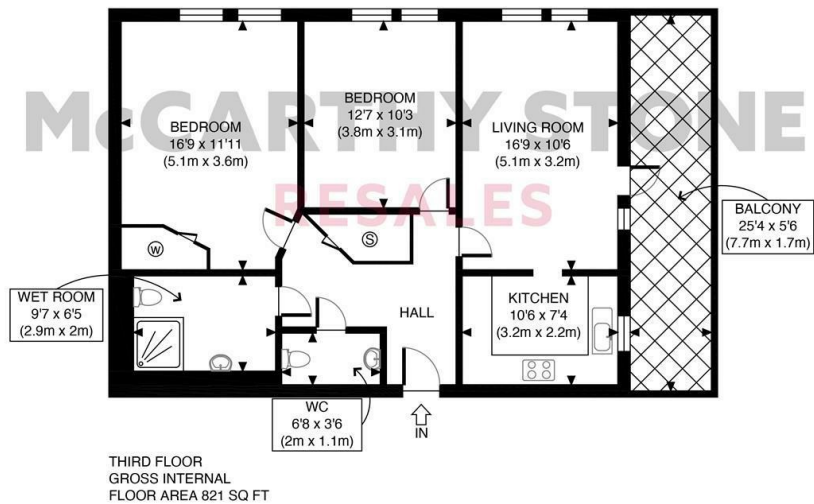 McCARTHY STONE
RESALES
BEDROOM
16'9 x 11'11
(5.1m x 3.6m)
BEDROOM
12'7 x 10'3
(3.8m x 3.1m)
LIVING ROOM
16'9 x 10'6
(5.1m x 3.2m)
BALCONY
25'4 x 5'6
(7.7m x 1.7m)
W
S
WET ROOM
9'7 x 6'5
(2.9m x 2m)
HALL
KITCHEN
10'6 x 7'4
(3.2m x 2.2m)
WC
6'8 x 3'6
(2m x 1.1m)
IN
THIRD FLOOR
GROSS INTERNAL
FLOOR AREA 821 SQ FT